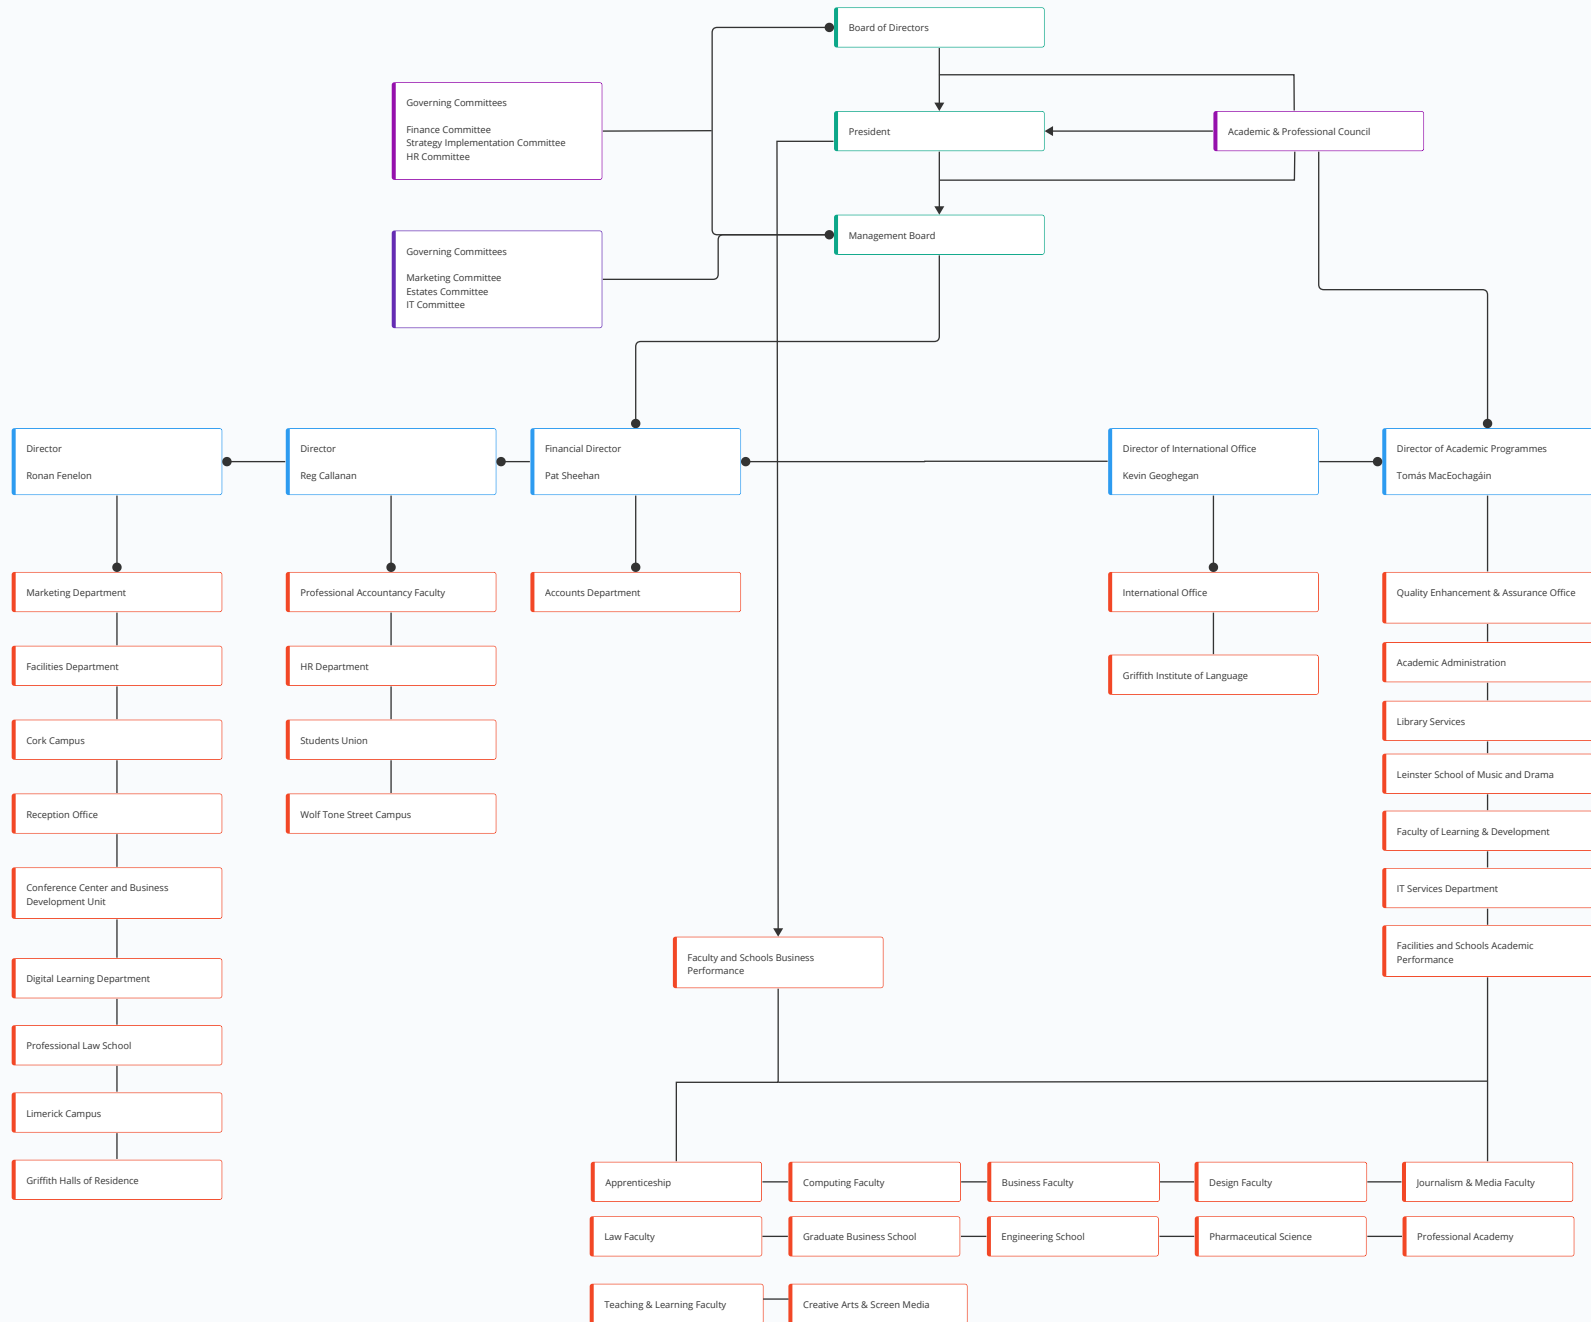 Board of Directors
Governing Committees
Finance Committee
Strategy Implementation Committee
HR Committee
President
Academic & Professional Council
Governing Committees
Marketing Committee
Estates Committee
IT Committee
Management Board
Director
Ronan Fenelon
Director
Reg Callanan
Financial Director
Pat Sheehan
Director of International Office
Kevin Geoghegan
Director of Academic Programmes
Tomás MacEochagáin
Marketing Department
Professional Accountancy Faculty
Accounts Department
International Office
Quality Enhancement & Assurance Office
Facilities Department
HR Department
Griffith Institute of Language
Academic Administration
Cork Campus
Students Union
Library Services
Leinster School of Music and Drama
Reception Office
Wolf Tone Street Campus
Faculty of Learning & Development
Conference Center and Business
Development Unit
IT Services Department
Digital Learning Department
Faculty and Schools Business
Performance
Facilities and Schools Academic
Performance
Professional Law School
Limerick Campus
Griffith Halls of Residence
Apprenticeship
Computing Faculty
Business Faculty
Design Faculty
Journalism & Media Faculty
Law Faculty
Graduate Business School
Engineering School
Pharmaceutical Science
Professional Academy
Teaching & Learning Faculty
Creative Arts & Screen Media